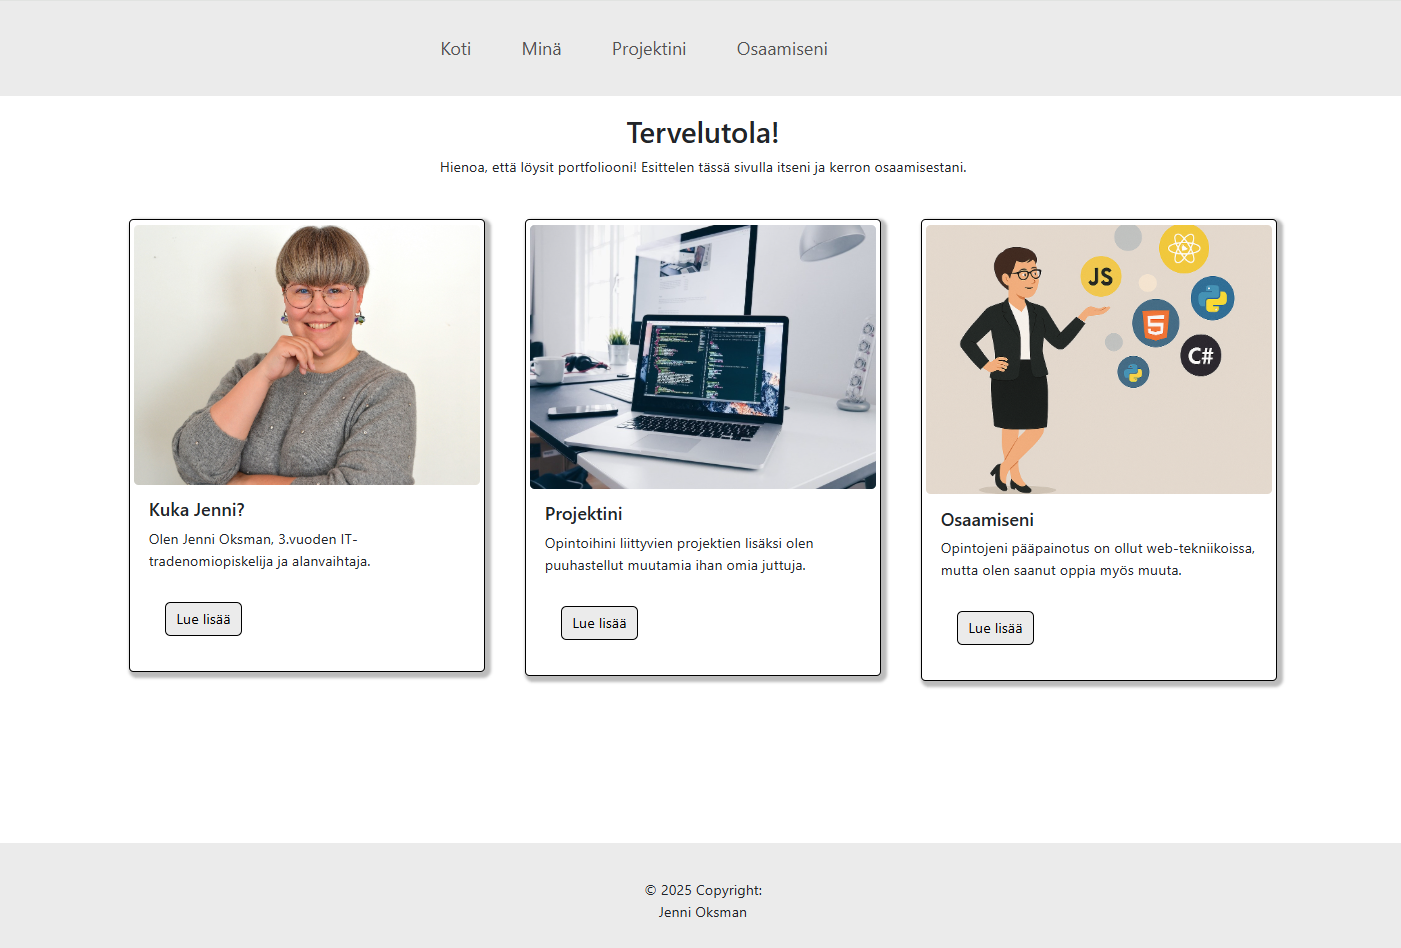 Koti Minä Projektini Osaamiseni
Tervelutola!
Hienoa, että löysit portfoliooni! Esittelen tässä sivulla itseni ja kerron osaamisestani.
Kuka Jenni?
Olen Jenni Oksman, 3.vuoden IT-
tradenomiopiskelija ja alanvaihtaja.
Lue lisää
Projektini
Opintoihini liittyvien projektien lisäksi olen
puuhastellut muutamia ihan omia juttuja.
Lue lisää
JS
5
C#
Osaamiseni
Opintojeni pääpainotus on ollut web-tekniikoissa,
mutta olen saanut oppia myös muuta.
Lue lisää
© 2025 Copyright:
Jenni Oksman